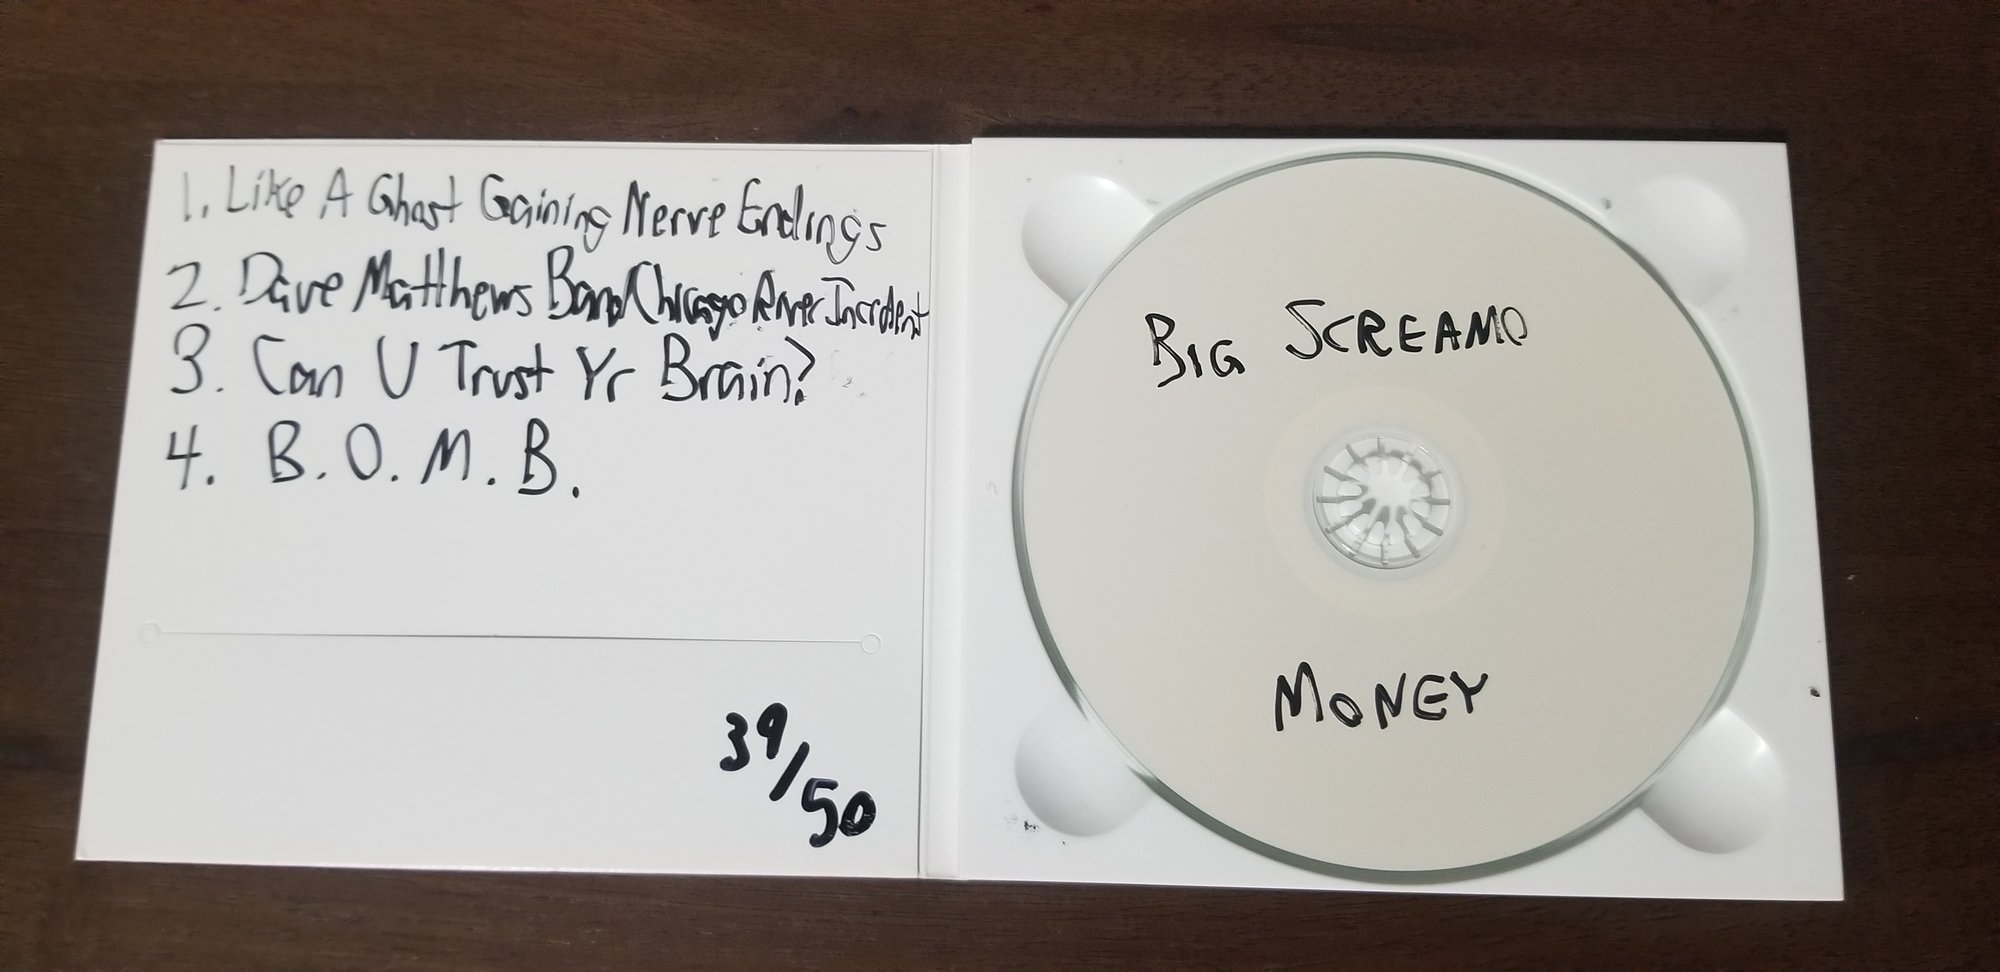 1. Like A Ghost Gaining Nerve Endings
2. Dave Matthews Band Chicago River Incident
3. Can U Trust Yr Brain?
4. B.O.M.B.
39/50
BIG SCREAMO
MONEY